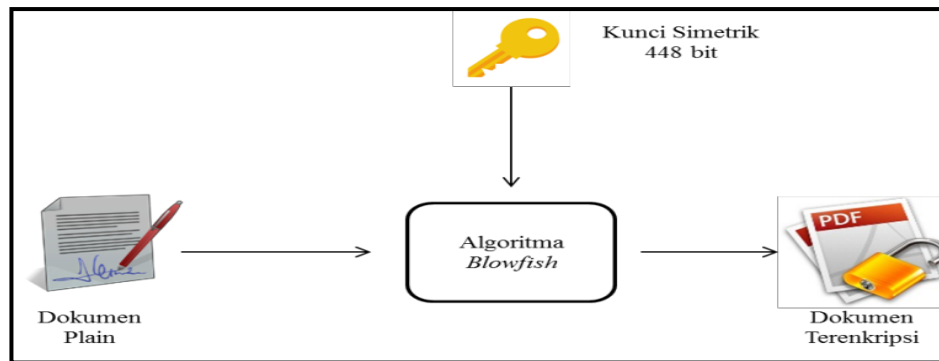 Kunci Simetrik
448 bit
Algoritma
Blowfish
PDF
Dokumen
Plain
Dokumen
Terenkripsi